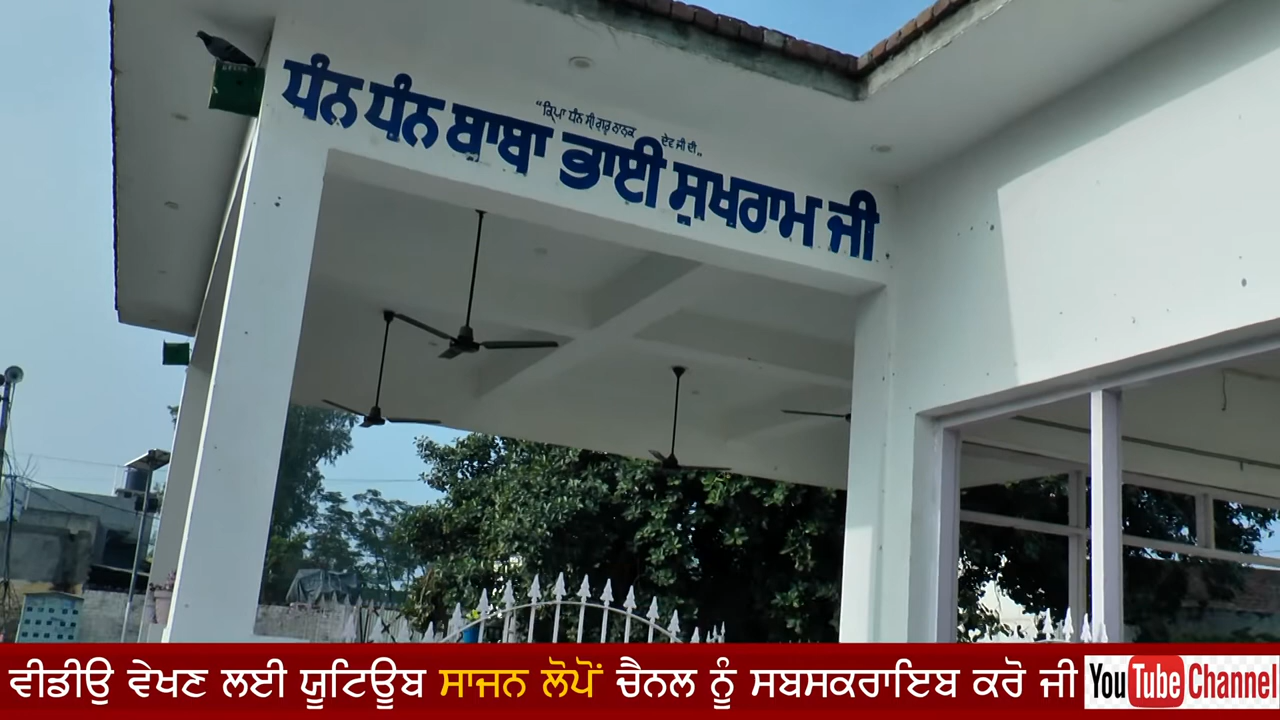 “ਕ੍ਰਿਪਾ ਧੰਨ ਸ੍ਰੀ ਗੁਰੂ ਨਾਨਕ ਦੇਵ ਜੀ ਦੀ„
ਧੰਨ ਧੰਨ ਬਾਬਾ ਭਾਈ ਸੁਖਰਾਮ ਜੀ
ਵੀਡੀਉ ਵੇਖਣ ਲਈ ਯੂਟਿਊਬ ਸਾਜਨ ਲੋਪੋਂ ਚੈਨਲ ਨੂੰ ਸਬਸਕਰਾਇਬ ਕਰੋ ਜੀ YouTube Channel